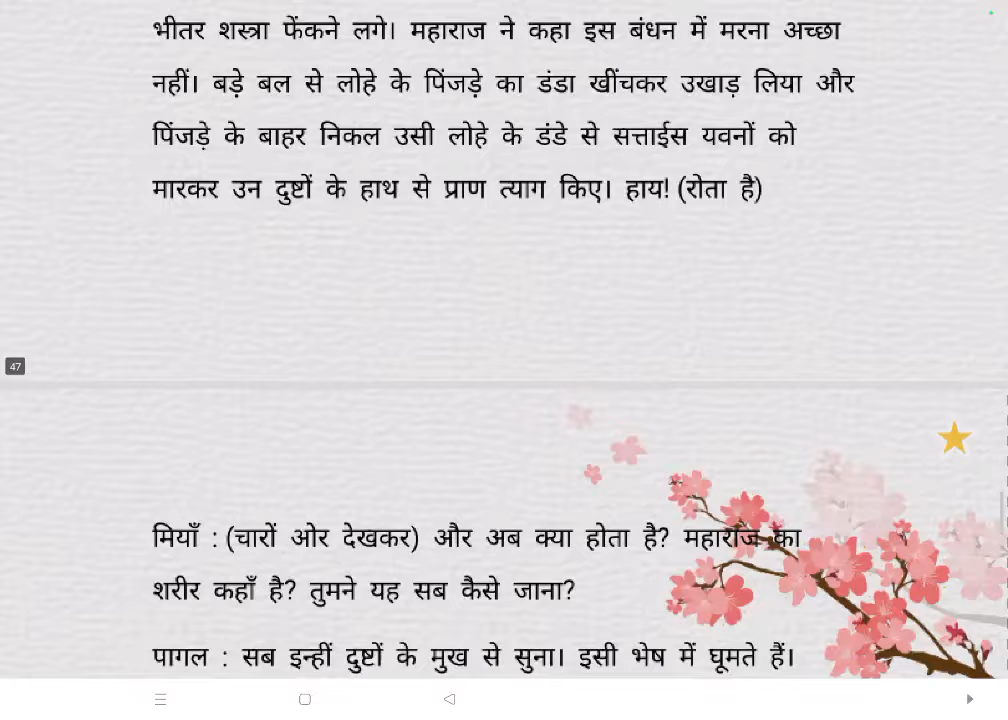 भीतर शस्त्रा फेंकने लगे। महाराज ने कहा इस बंधन में मरना अच्छा
नहीं। बड़े बल से लोहे के पिंजड़े का डंडा खींचकर उखाड़ लिया और
पिंजड़े के बाहर निकल उसी लोहे के डंडे से सत्ताईस यवनों को
मारकर उन दुष्टों के हाथ से प्राण त्याग किए। हाय! (रोता है)
47
मियाँ : (चारों ओर देखकर) और अब क्या होता है? महाराज का
शरीर कहाँ है? तुमने यह सब कैसे जाना?
पागल : सब इन्हीं दुष्टों के मुख से सुना। इसी भेष में घूमते हैं।